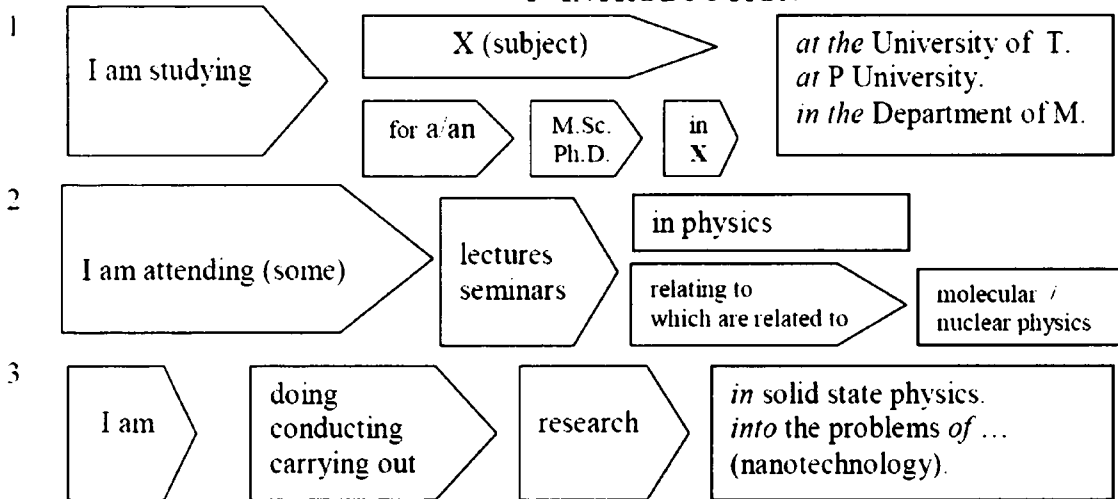 1
I am studying
X (subject)
for a/an
M.Sc.
Ph.D.
in
X
at the University of T.
at P University.
in the Department of M.
2
I am attending (some)
lectures
seminars
in physics
relating to
which are related to
molecular /
nuclear physics
3
I am
doing
conducting
carrying out
research
in solid state physics.
into the problems of ...
(nanotechnology).